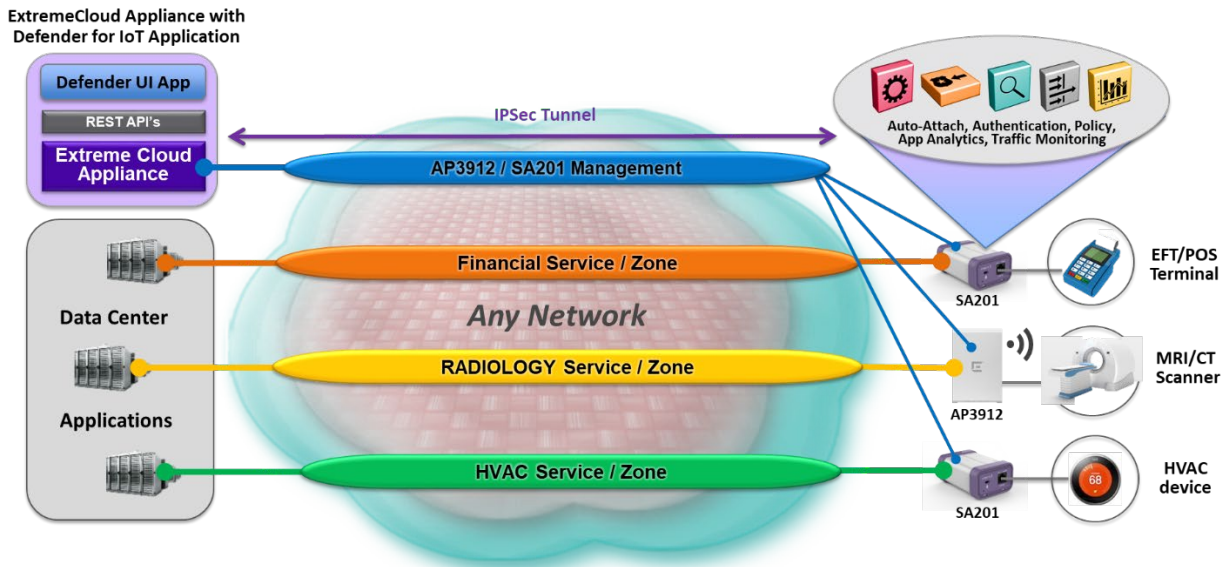 ExtremeCloud Appliance with
Defender for IoT Application
Defender UI App
REST API's
Extreme Cloud
Appliance
IPSec Tunnel
AP3912 / SA201 Management
Auto-Attach, Authentication, Policy,
App Analytics, Traffic Monitoring
Financial Service / Zone
SA201
EFT/POS
Terminal
Data Center
Any Network
RADIOLOGY Service / Zone
AP3912
MRI/CT
Scanner
Applications
HVAC Service / Zone
SA201
68
HVAC
device